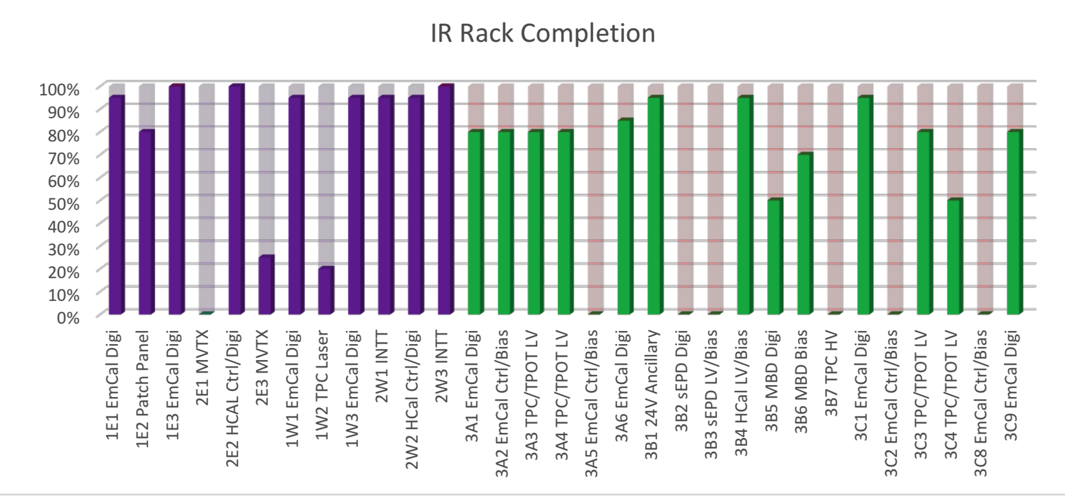 IR Rack Completion
100%
90%
80%
70%
60%
50%
40%
30%
20%
10%
0%
1E1 EmCal Digi
1E2 Patch Panel
1E3 EmCal Digi
2E1 MVTX
2E2 HCAL Ctrl/Digi
2E3 MVTX
1W1 EmCal Digi
1W2 TPC Laser
1W3 EmCal Digi
2W1 INTT
2W2 HCal Ctrl/Digi
2W3 INTT
3A1 EmCal Digi
3A2 EmCal Ctrl/Bias
3A3 TPC/TPOT LV
3A4 TPC/TPOT LV
3A5 EmCal Ctrl/Bias
3A6 EmCal Digi
3B1 24V Ancillary
3B2 sEPD Digi
3B3 sEPD LV/Bias
3B4 HCal LV/Bias
3B5 MBD Digi
3B6 MBD Bias
3B7 TPC HV
3C1 EmCal Digi
3C2 EmCal Ctrl/Bias
3C3 TPC/TPOT LV
3C4 TPC/TPOT LV
3C8 EmCal Ctrl/Bias
3C9 EmCal Digi